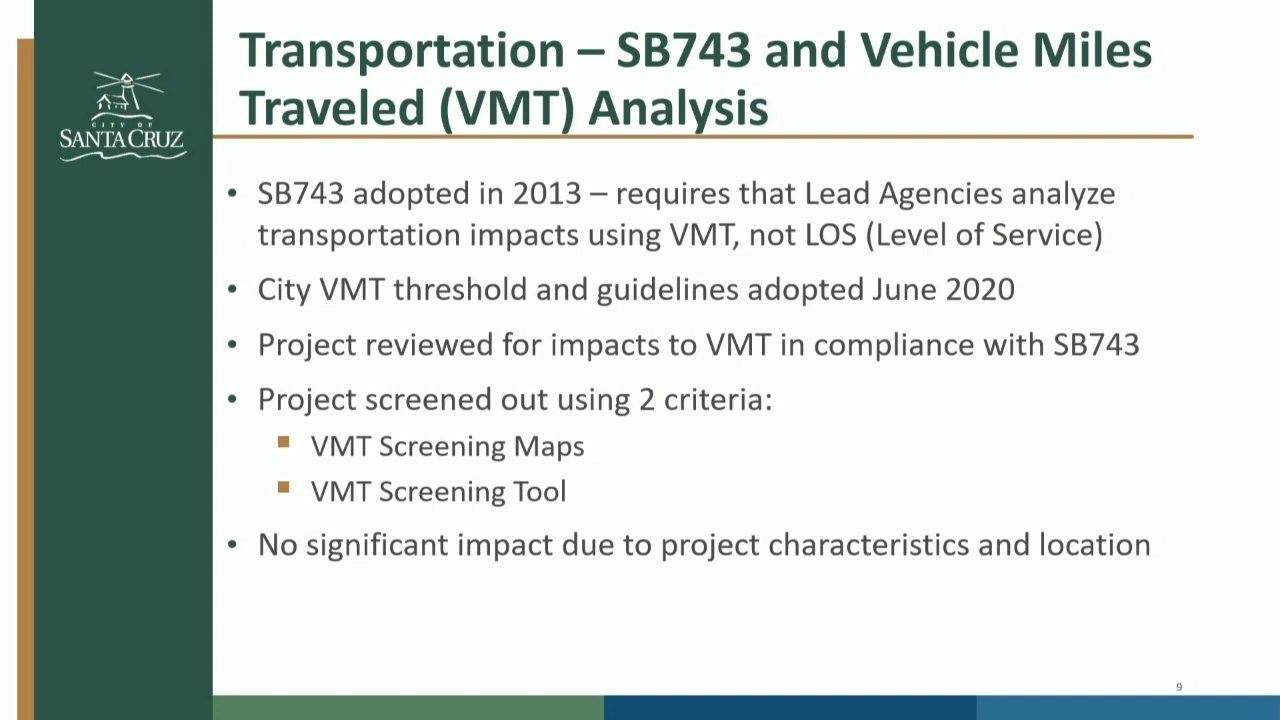 Transportation – SB743 and Vehicle Miles
Traveled (VMT) Analysis
CITY OF
SANTA CRUZ
• SB743 adopted in 2013 – requires that Lead Agencies analyze
transportation impacts using VMT, not LOS (Level of Service)
• City VMT threshold and guidelines adopted June 2020
• Project reviewed for impacts to VMT in compliance with SB743
• Project screened out using 2 criteria:
▪ VMT Screening Maps
▪ VMT Screening Tool
• No significant impact due to project characteristics and location
9